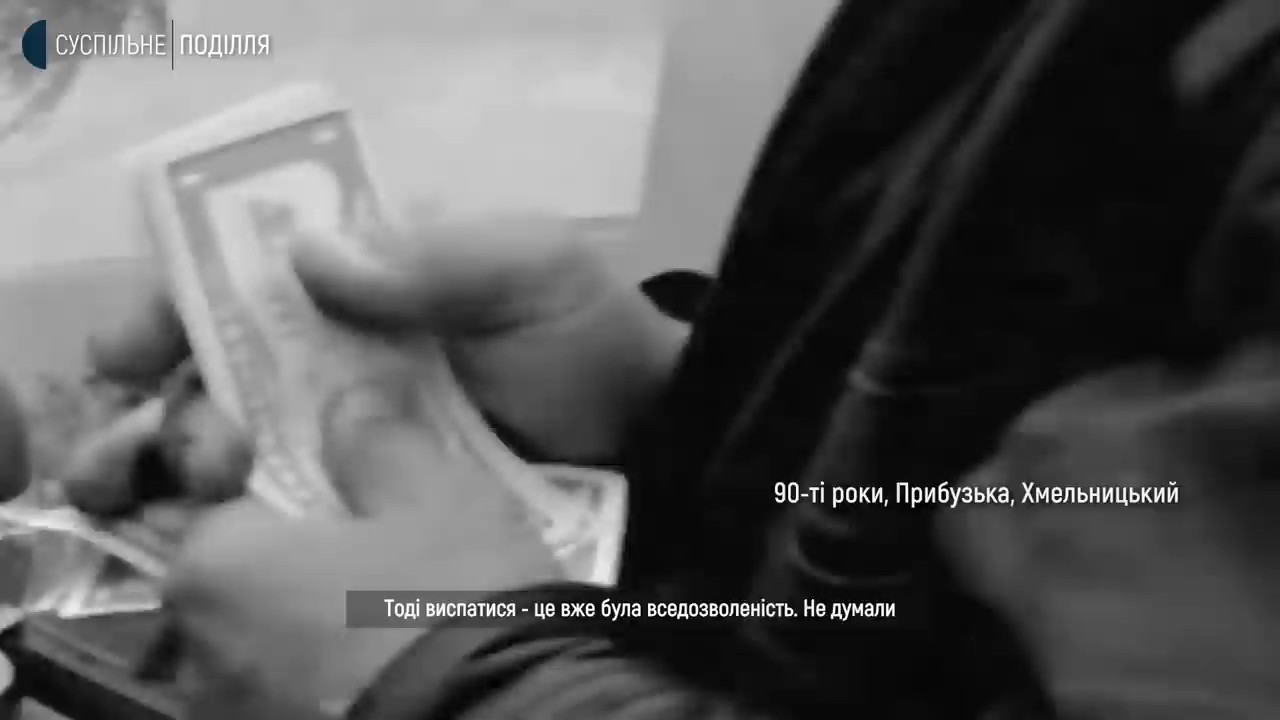 СУСПІЛЬНЕ ПОДІЛЛЯ
90-ті роки, Прибузька, Хмельницький
Тоді виспатися - це вже була вседозволеність. Не думали